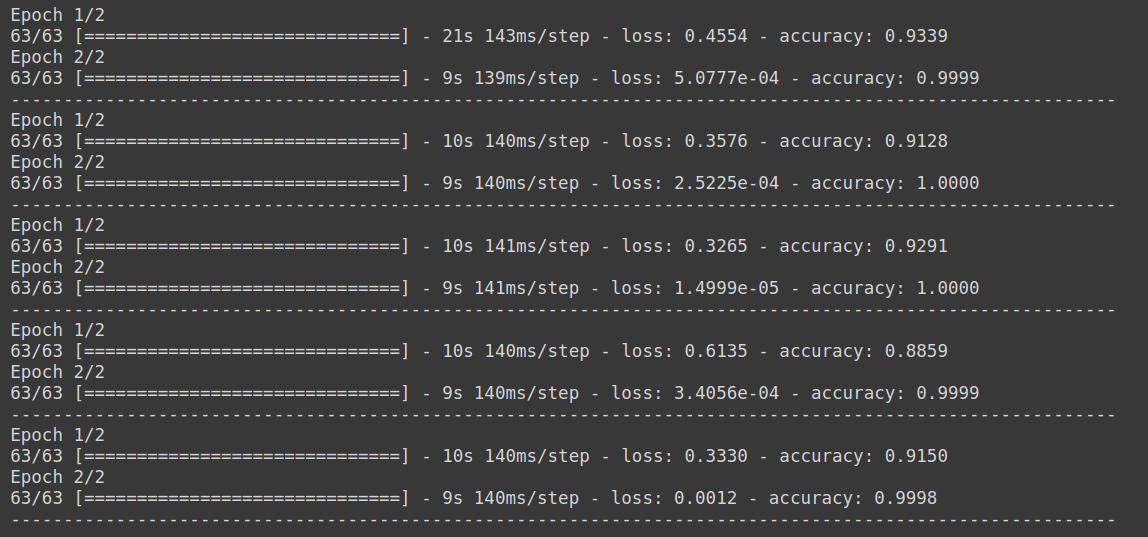 Epoch 1/2
63/63 [==============================] - 21s 143ms/step - loss: 0.4554 - accuracy: 0.9339
Epoch 2/2
63/63 [==============================] - 9s 139ms/step - loss: 5.0777e-04 - accuracy: 0.9999
---------------------------------------------------------------------------------------------------------
Epoch 1/2
63/63 [==============================] - 10s 140ms/step - loss: 0.3576 - accuracy: 0.9128
Epoch 2/2
63/63 [==============================] - 9s 140ms/step - loss: 2.5225e-04 - accuracy: 1.0000
---------------------------------------------------------------------------------------------------------
Epoch 1/2
63/63 [==============================] - 10s 141ms/step - loss: 0.3265 - accuracy: 0.9291
Epoch 2/2
63/63 [==============================] - 9s 141ms/step - loss: 1.4999e-05 - accuracy: 1.0000
---------------------------------------------------------------------------------------------------------
Epoch 1/2
63/63 [==============================] - 10s 140ms/step - loss: 0.6135 - accuracy: 0.8859
Epoch 2/2
63/63 [==============================] - 9s 140ms/step - loss: 3.4056e-04 - accuracy: 0.9999
---------------------------------------------------------------------------------------------------------
Epoch 1/2
63/63 [==============================] - 10s 140ms/step - loss: 0.3330 - accuracy: 0.9150
Epoch 2/2
63/63 [==============================] - 9s 140ms/step - loss: 0.0012 - accuracy: 0.9998
---------------------------------------------------------------------------------------------------------